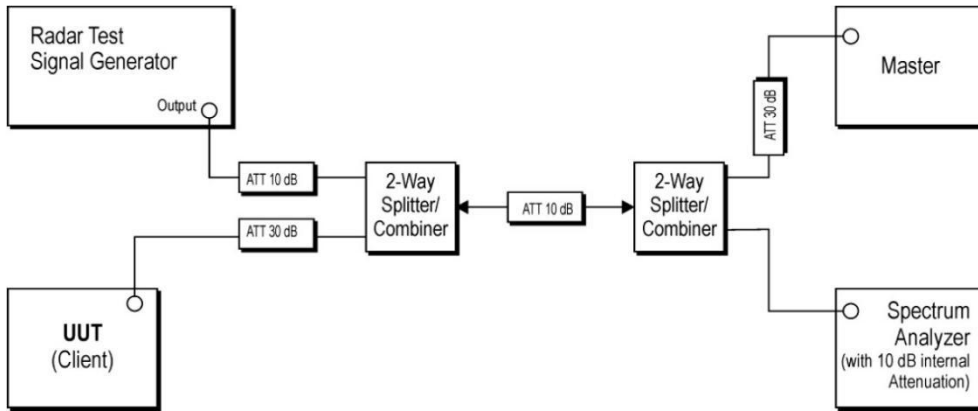 Radar Test
Signal Generator
Output
ATT 10 dB
ATT 30 dB
2-Way
Splitter/
Combiner
ATT 10 dB
2-Way
Splitter/
Combiner
ATT 30 dB
Master
UUT
(Client)
Spectrum
Analyzer
(with 10 dB internal
Attenuation)